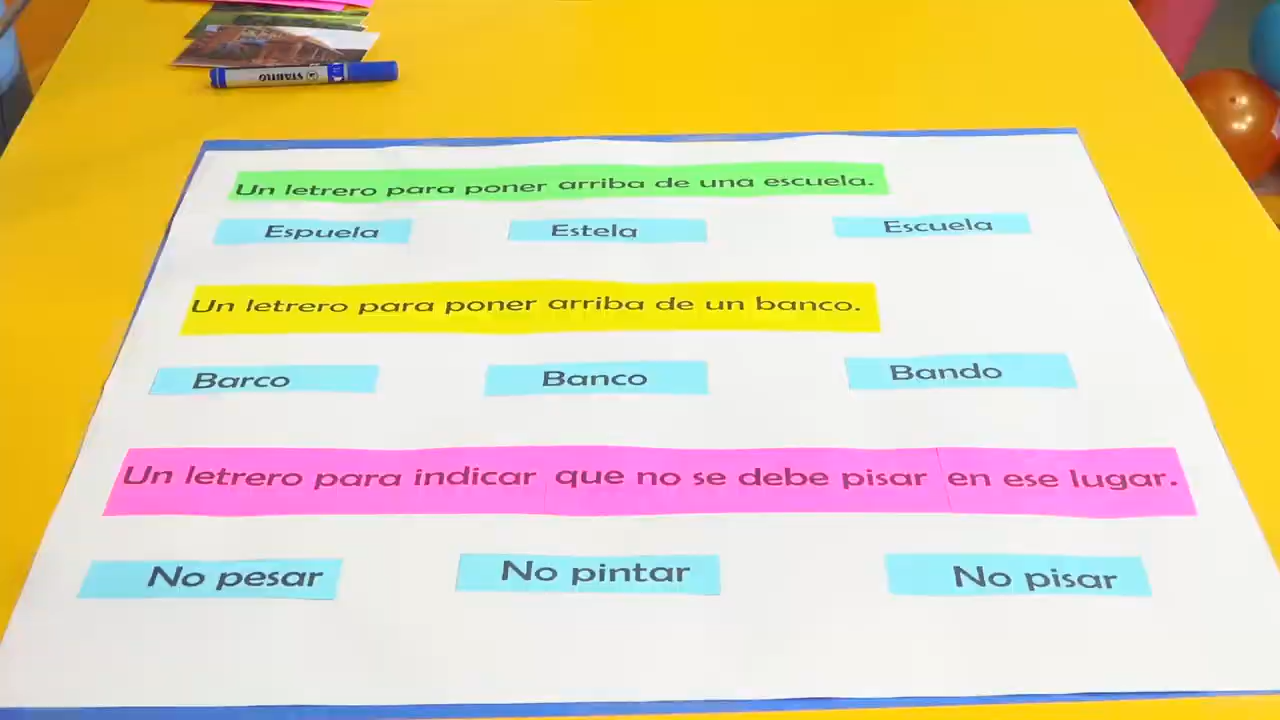 STABILO
Un letrero para poner arriba de una escuela.
Espuela Estela Escuela
Un letrero para poner arriba de un banco.
Barco Banco Bando
Un letrero para indicar que no se debe pisar en ese lugar.
No pesar No pintar No pisar